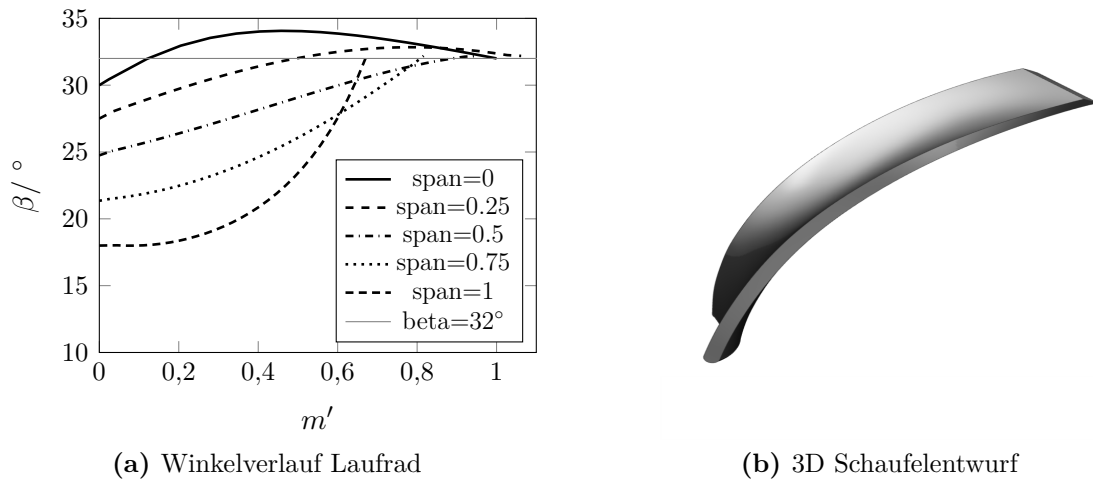 35
30
25
20
15
10
β/ °
span=0
span=0.25
span=0.5
span=0.75
span=1
beta=32°
0 0,2 0,4 0,6 0,8 1
m′
(a) Winkelverlauf Laufrad
(b) 3D Schaufelentwurf